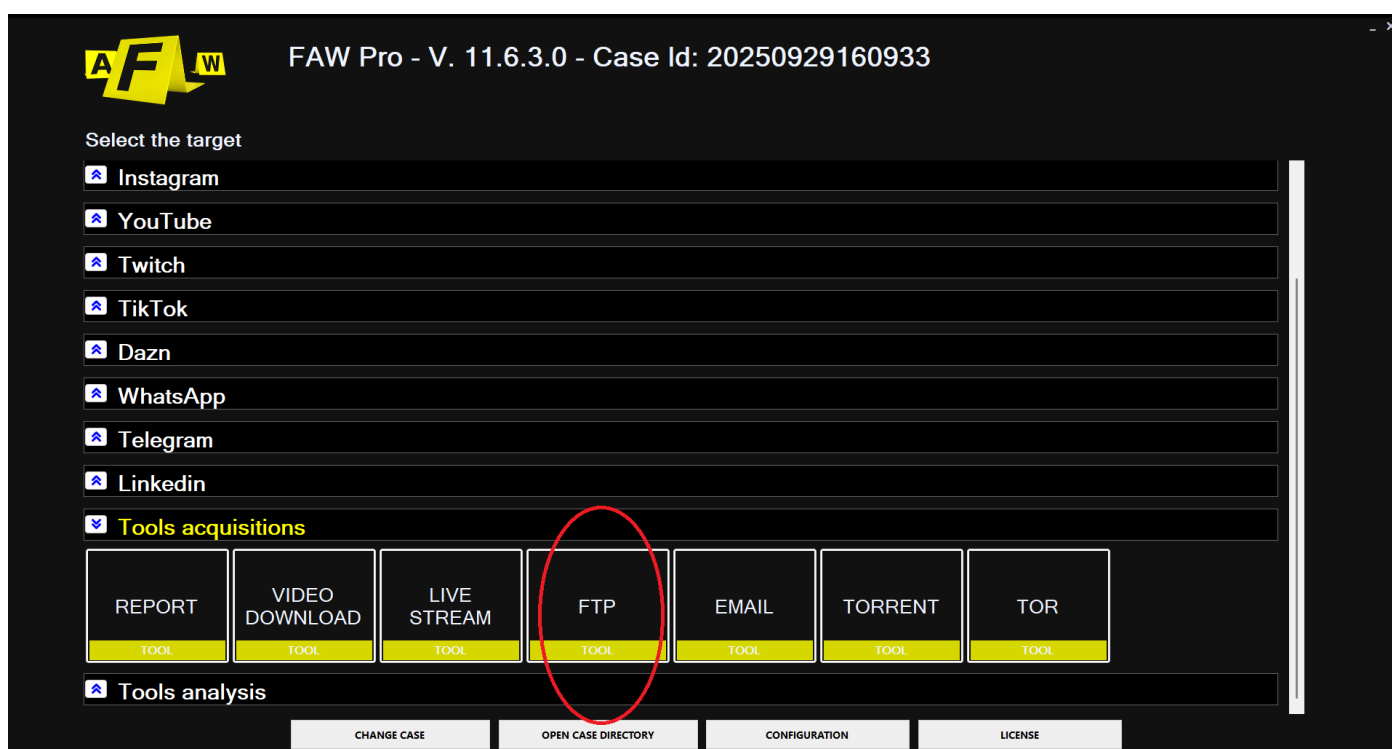 A F W
FAW Pro - V. 11.6.3.0 - Case Id: 20250929160933
Select the target
Instagram
YouTube
Twitch
TikTok
Dazn
WhatsApp
Telegram
Linkedin
Tools acquisitions
REPORT
TOOL
VIDEO
DOWNLOAD
TOOL
LIVE
STREAM
TOOL
FTP
TOOL
EMAIL
TOOL
TORRENT
TOOL
TOR
TOOL
Tools analysis
CHANGE CASE
OPEN CASE DIRECTORY
CONFIGURATION
LICENSE